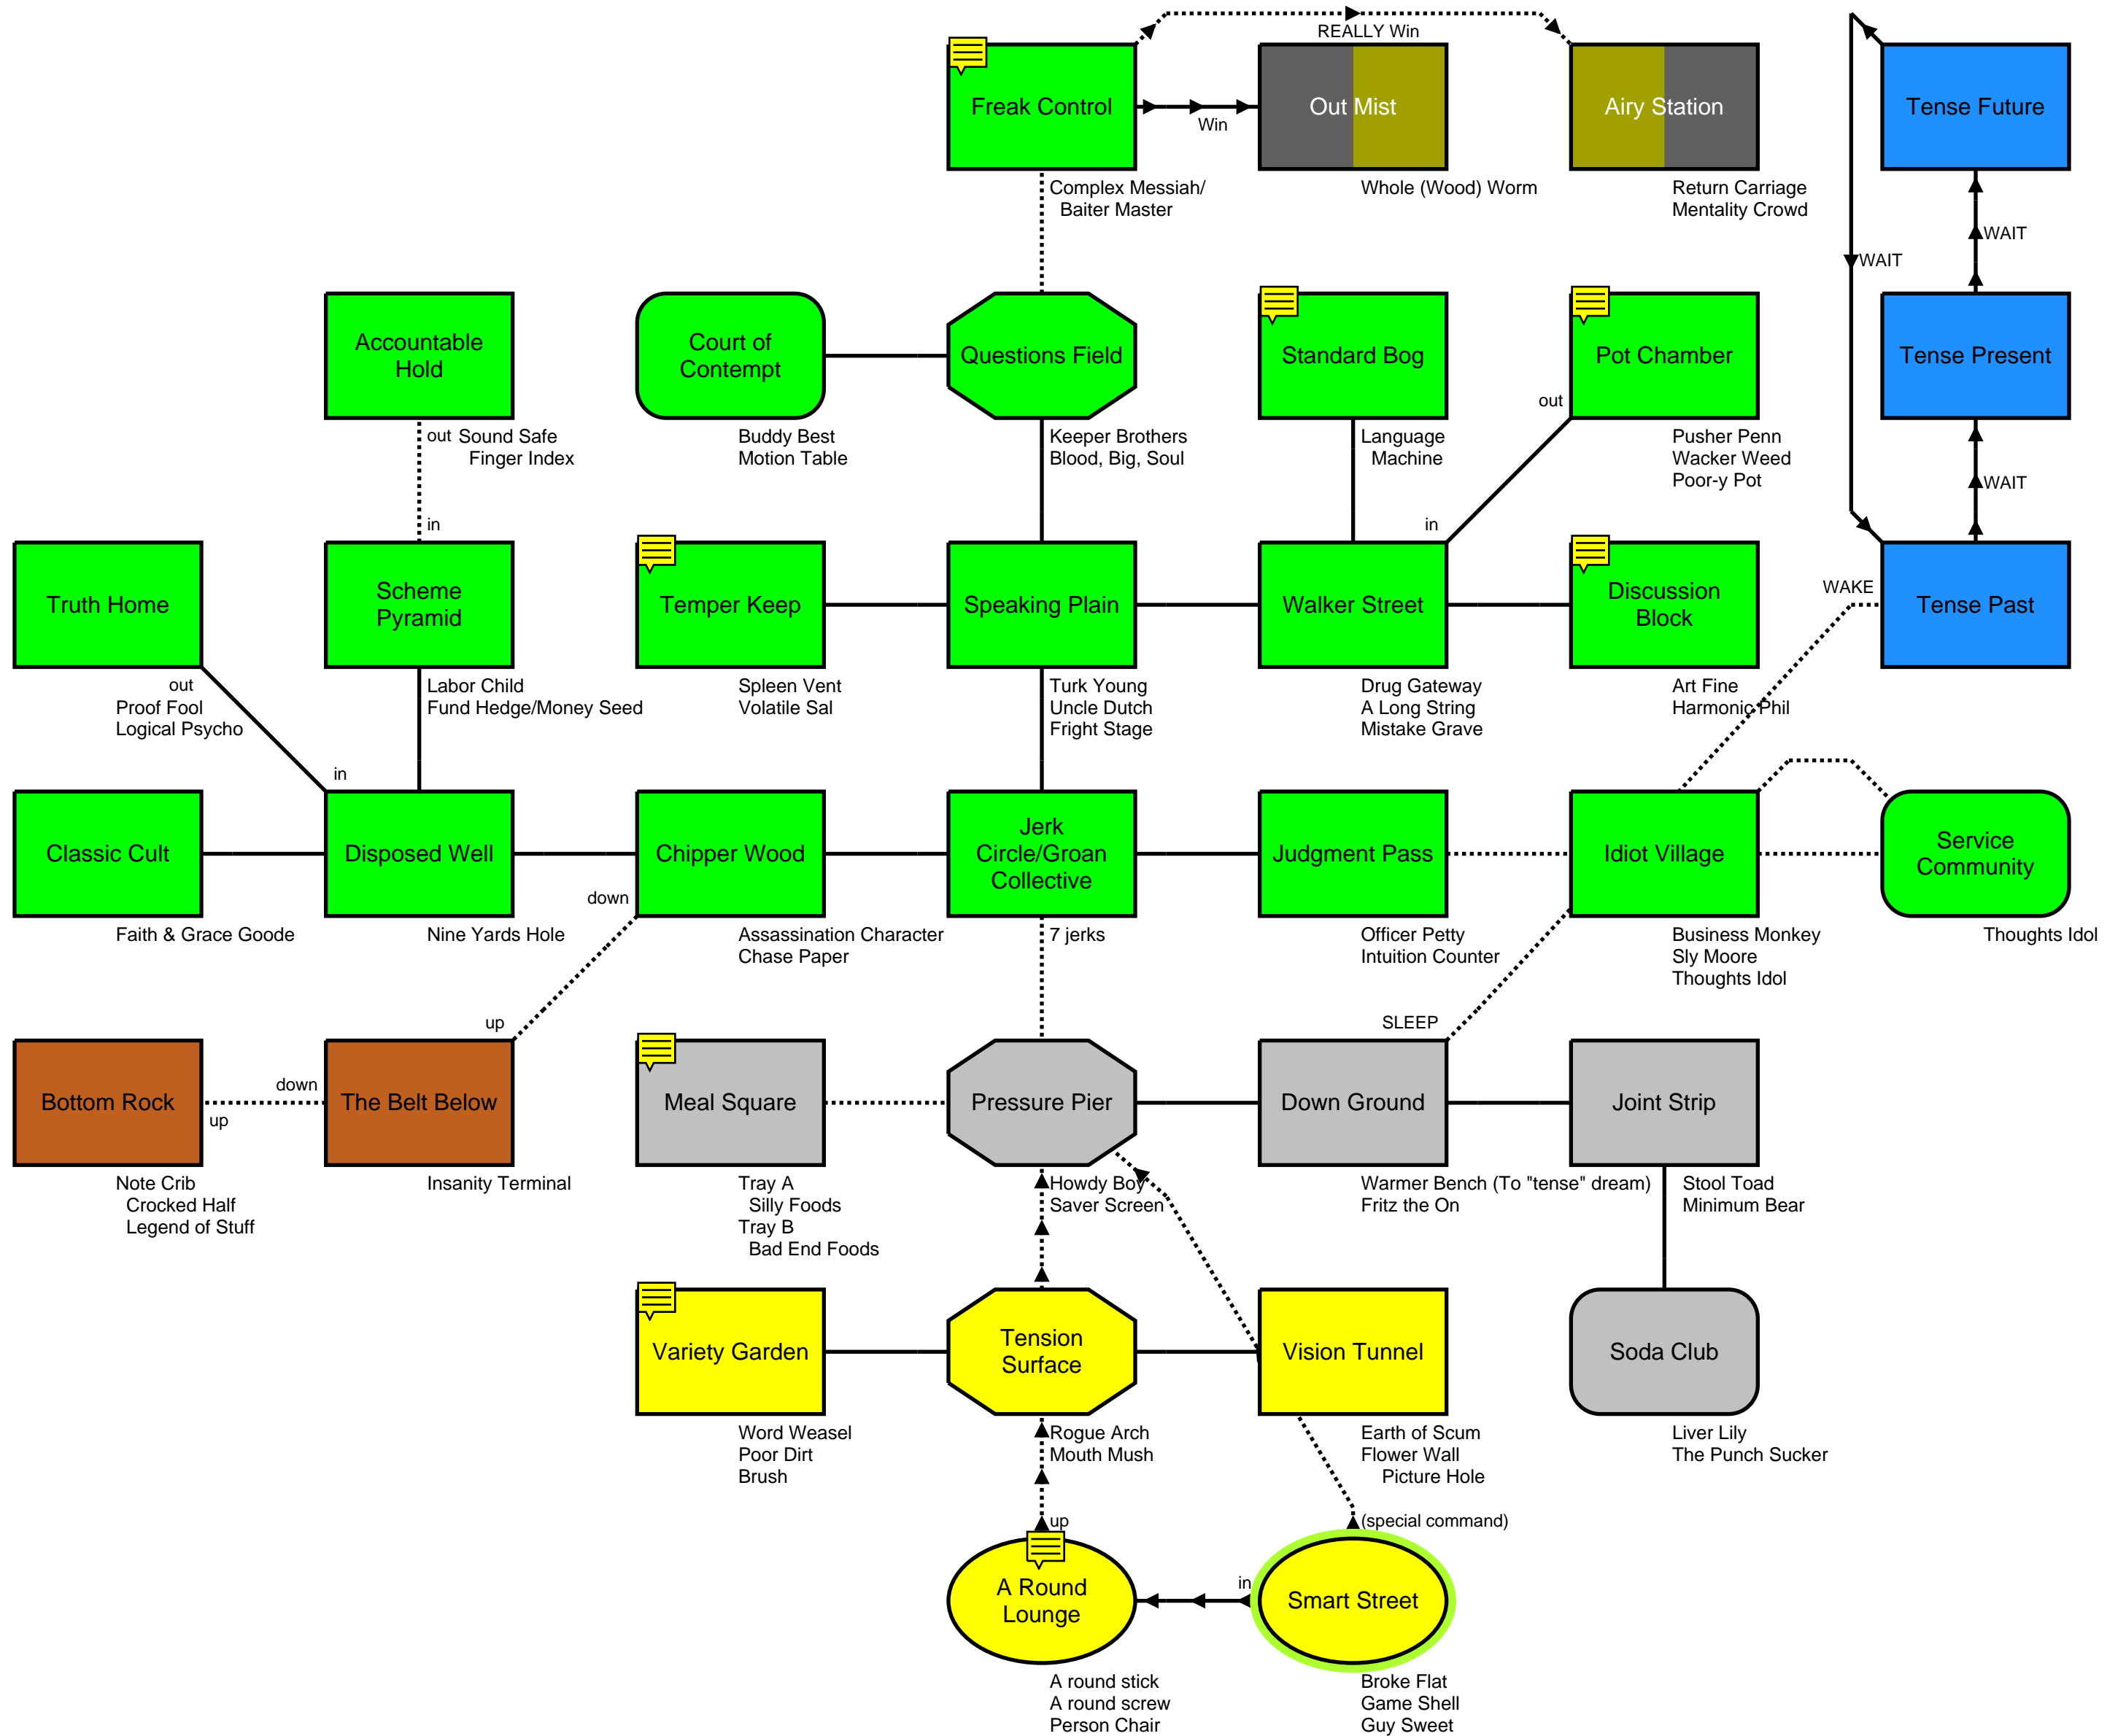 REALLY Win
Freak Control
Out Mist
Airy Station
Tense Future
Win
Complex Messiah/
Baiter Master
Whole (Wood) Worm
Return Carriage
Mentality Crowd
WAIT
WAIT
Accountable
Hold
Court of
Contempt
Questions Field
Standard Bog
Pot Chamber
Tense Present
out
out
Sound Safe
Finger Index
Buddy Best
Motion Table
Keeper Brothers
Blood, Big, Soul
Language
Machine
Pusher Penn
Wacker Weed
Poor-y Pot
WAIT
in
in
Truth Home
Scheme
Pyramid
Temper Keep
Speaking Plain
Walker Street
Discussion
Block
WAKE
Tense Past
out
Proof Fool
Logical Psycho
Labor Child
Fund Hedge/Money Seed
Spleen Vent
Volatile Sal
Turk Young
Uncle Dutch
Fright Stage
Drug Gateway
A Long String
Mistake Grave
Art Fine
Harmonic Phil
in
Classic Cult
Disposed Well
Chipper Wood
Jerk
Circle/Groan
Collective
Judgment Pass
Idiot Village
Service
Community
down
Faith & Grace Goode
Nine Yards Hole
Assassination Character
Chase Paper
7 jerks
Officer Petty
Intuition Counter
Business Monkey
Sly Moore
Thoughts Idol
Thoughts Idol
up
SLEEP
Bottom Rock
down
up
The Belt Below
Meal Square
Pressure Pier
Down Ground
Joint Strip
Note Crib
Crocked Half
Legend of Stuff
Insanity Terminal
Tray A
Silly Foods
Tray B
Bad End Foods
Howdy Boy
Saver Screen
Warmer Bench (To "tense" dream)
Fritz the On
Stool Toad
Minimum Bear
Variety Garden
Tension
Surface
Vision Tunnel
Soda Club
Word Weasel
Poor Dirt
Brush
Rogue Arch
Mouth Mush
Earth of Scum
Flower Wall
Picture Hole
Liver Lily
The Punch Sucker
up
(special command)
A Round
Lounge
in
Smart Street
A round stick
A round screw
Person Chair
Broke Flat
Game Shell
Guy Sweet